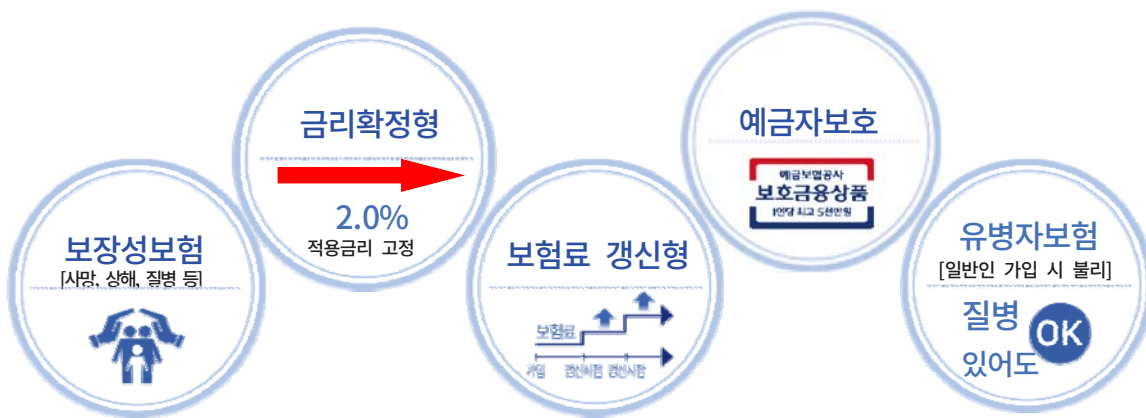 보장성보험
[사망, 상해, 질병 등]
금리확정형
2.0%
적용금리 고정
보험료 갱신형
보험료
가입 갱신시점 갱신시점
예금자보호
예금보험공사
보호금융상품
1인당 최고 5천만원
유병자보험
[일반인 가입 시 불리]
질병
있어도
OK